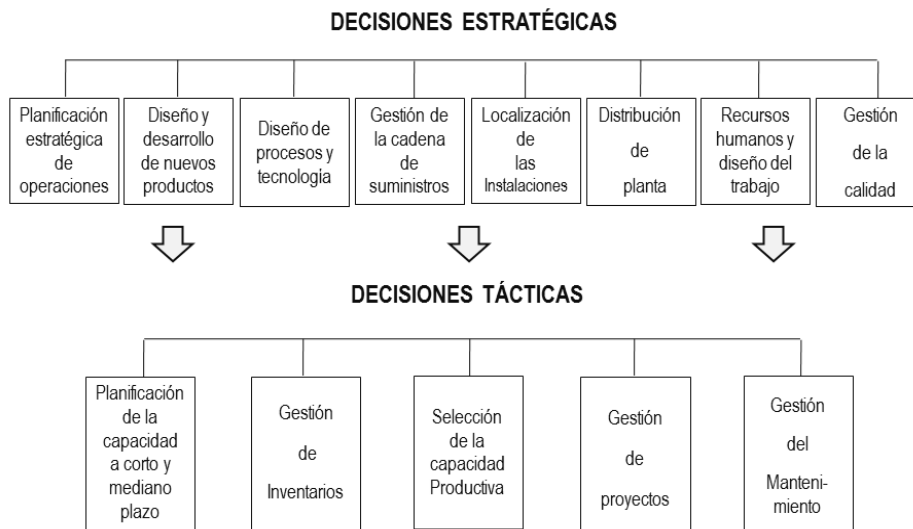 DECISIONES ESTRATÉGICAS
Planificación
estratégica
de
operaciones
Diseño y
desarrollo
de nuevos
productos
Diseño de
procesos y
tecnología
Gestión de
la cadena
de
suministros
Localización
de
las
Instalaciones
Distribución
de
planta
Recursos
humanos y
diseño del
trabajo
Gestión
de la
calidad
DECISIONES TÁCTICAS
Planificación
de la
capacidad
a corto y
mediano
plazo
Gestión
de
Inventarios
Selección
de la
capacidad
Productiva
Gestión
de
proyectos
Gestión
del
Manteni-
miento